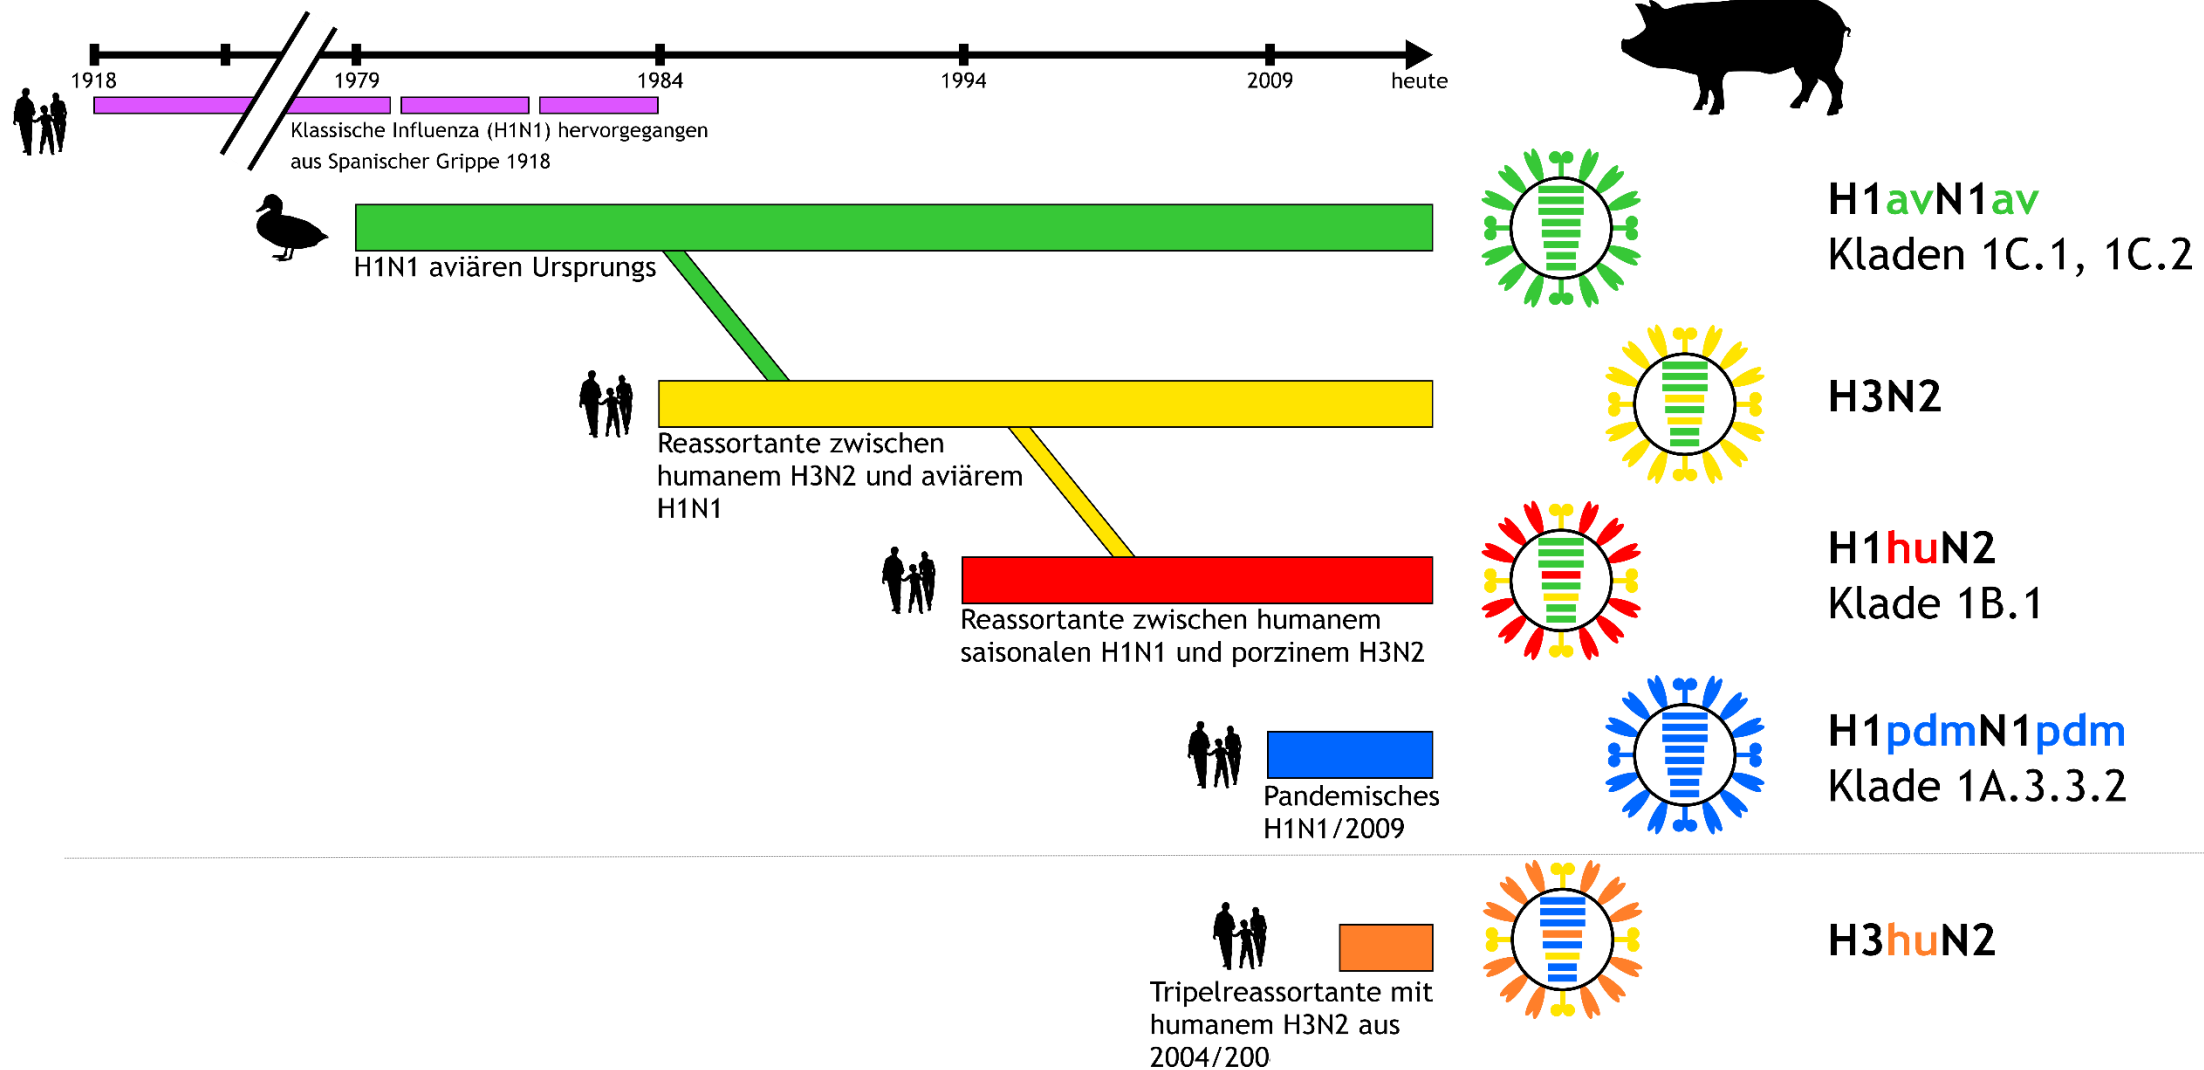 1918
1979
1984
1994
2009
heute
Klassische Influenza (H1N1) hervorgegangen
aus Spanischer Grippe 1918
H1avN1av
Kladen 1C.1, 1C.2
H1N1 aviären Ursprungs
H3N2
Reassortante zwischen
humanem H3N2 und aviärem
H1N1
H1huN2
Klade 1B.1
Reassortante zwischen humanem
saisonalen H1N1 und porzinem H3N2
H1pdmN1pdm
Klade 1A.3.3.2
Pandemisches
H1N1/2009
H3huN2
Tripelreassortante mit
humanem H3N2 aus
2004/200